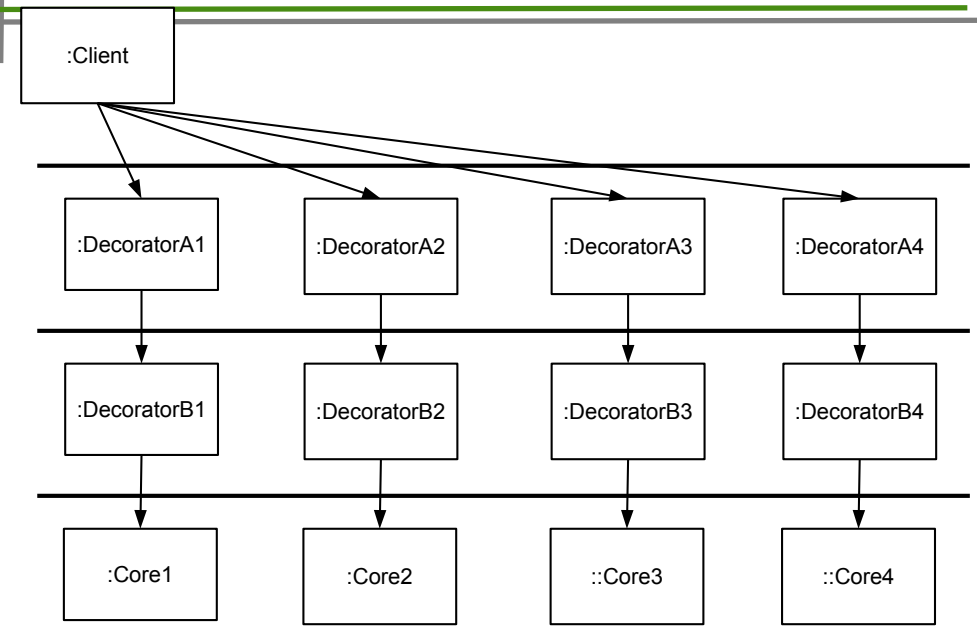 :Client
:DecoratorA1
:DecoratorA2
:DecoratorA3
:DecoratorA4
:DecoratorB1
:DecoratorB2
:DecoratorB3
:DecoratorB4
:Core1
:Core2
::Core3
::Core4